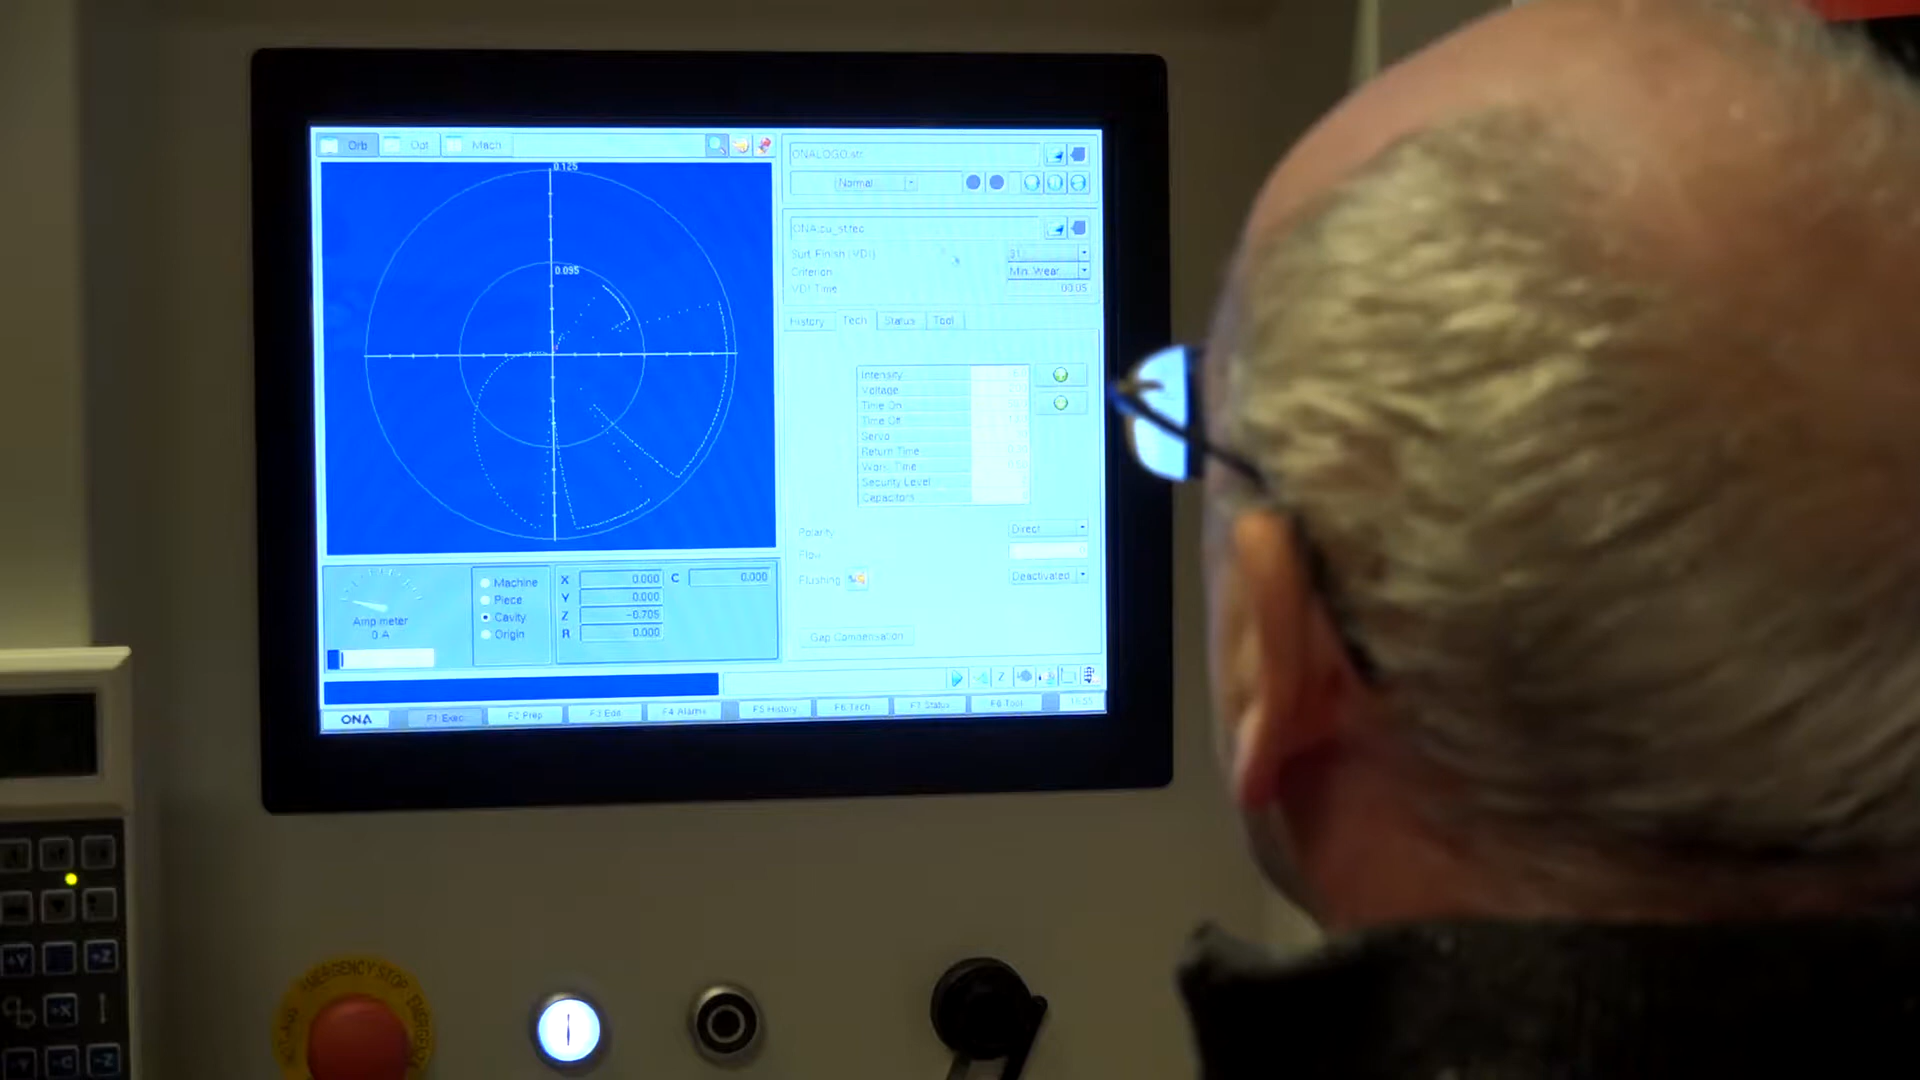 Orb Opt Mach
0.125
0.095
ONALOGO.str
Normal
ONA.cu_st.tec
Surf. Finish (VDI)
Criterion Min. Wear
VDI Time 00:05
History Tech Status Tool
Intensity
Voltage
Time On
Time Off
Servo
Return Time
Work Time
Security Level
Capacitors
Polarity Direct
Flow
Flushing Deactivated
Gap Compensation
Amp meter
0 A
Machine
Piece
Cavity
Origin
X 0.000 C 0.000
Y 0.000
Z -0.705
R 0.000
Z
ONA F1 Exec F2 Prep F3 Edit F4 Alarms F5 History F6 Tech F7 Status F8 Tool
+Y +Z
+X
-C -Z
EMERGENCY STOP